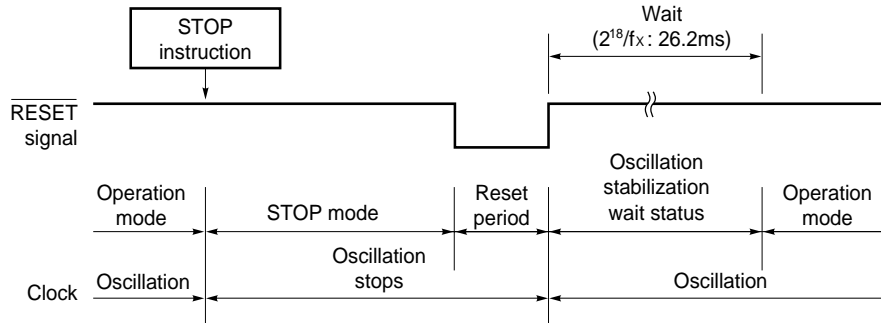 STOP
instruction
Wait
(2¹⁸/fx: 26.2ms)
RESET
signal
Operation
mode
STOP mode
Reset
period
Oscillation
stabilization
wait status
Operation
mode
Clock
Oscillation
Oscillation
stops
Oscillation